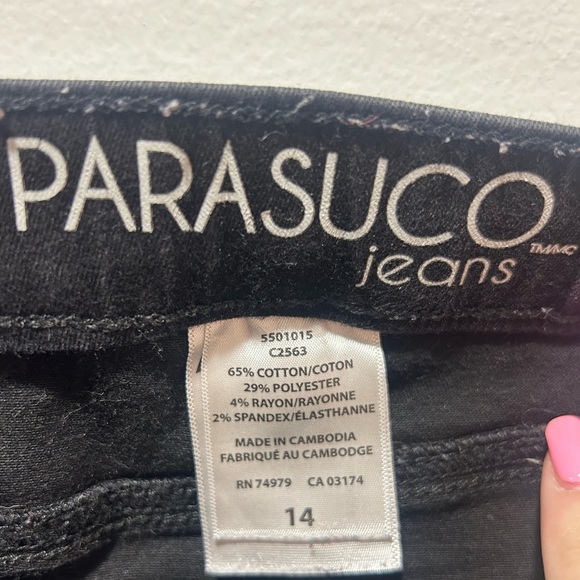 PARASUCO
TM/MC
jeans
5501015
C2563
65% COTTON/COTON
29% POLYESTER
4% RAYON/RAYONNE
2% SPANDEX/ÉLASTHANNE
MADE IN CAMBODIA
FABRIQUÉ AU CAMBODGE
RN 74979 CA 03174
14